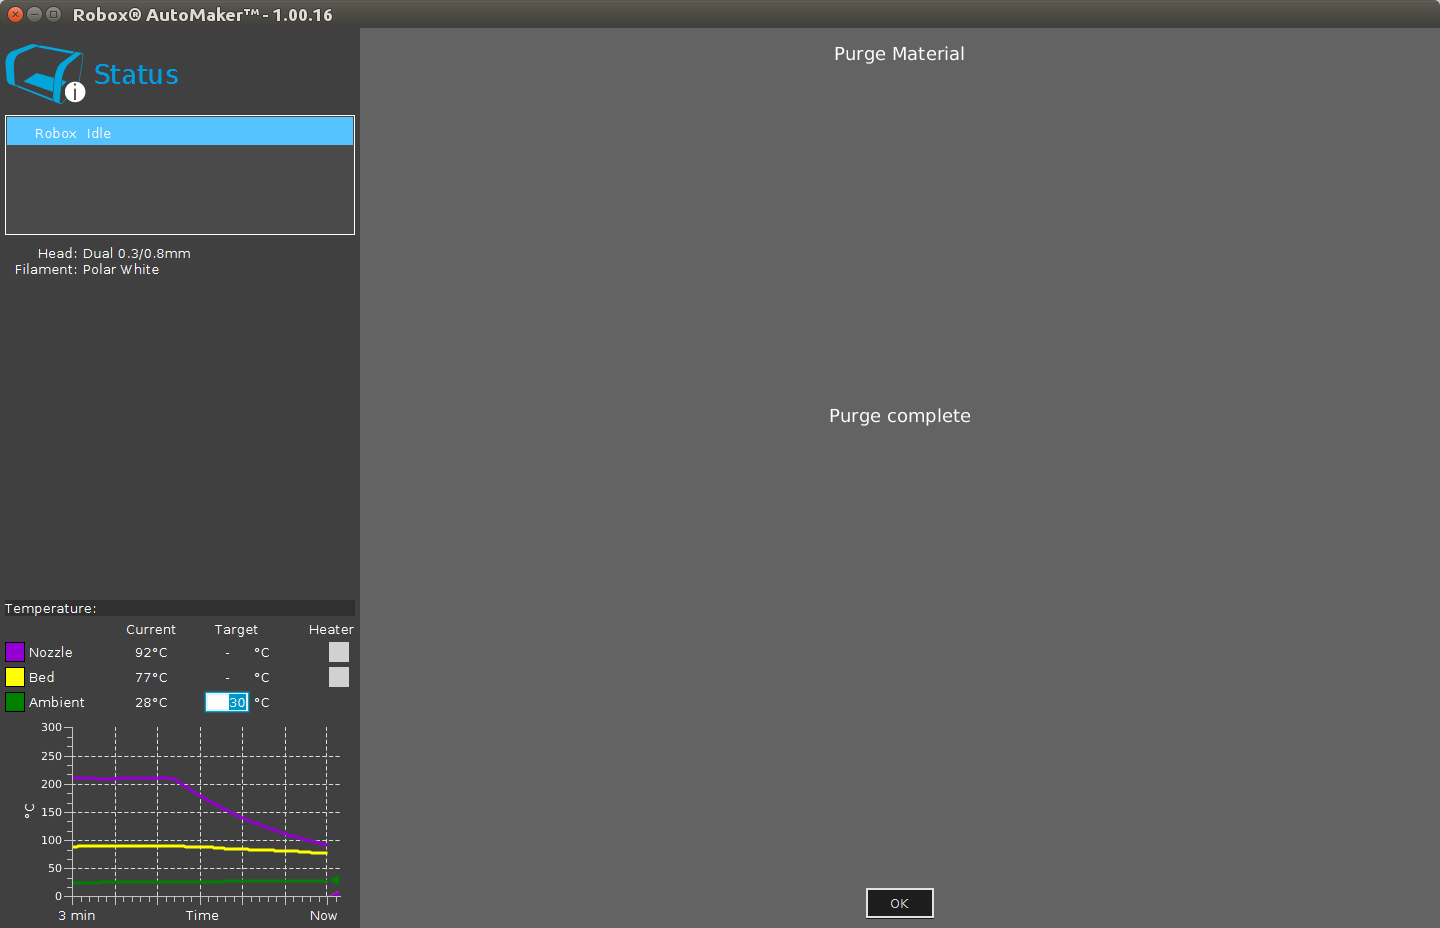 Robox® AutoMaker™ - 1.00.16
Status
Robox Idle
Head: Dual 0.3/0.8mm
Filament: Polar White
Temperature:
Current Target Heater
Nozzle 92°C - °C
Bed 77°C - °C
Ambient 28°C 30 °C
300
250
200
°C
150
100
50
0
3 min Time Now
Purge Material
Purge complete
OK